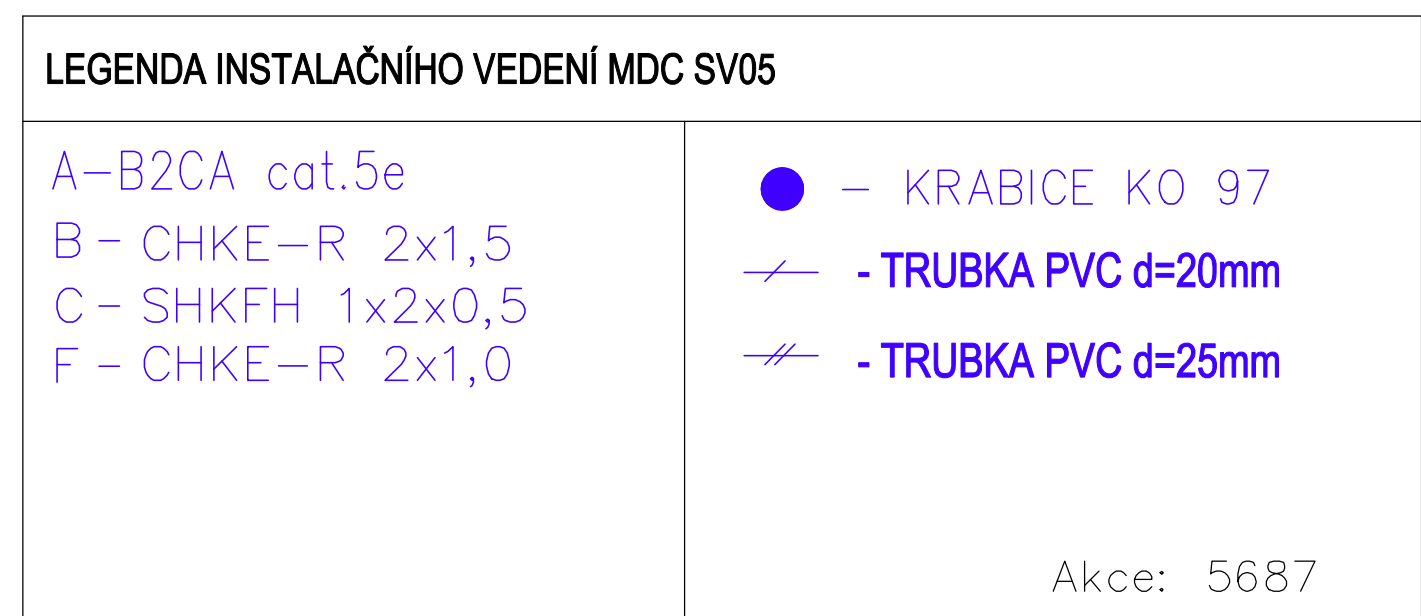 LEGENDA INSTALAČNÍHO VEDENÍ MDC SV05
A-B2CA cat.5e
B - CHKE-R 2x1,5
C - SHKFH 1x2x0,5
F - CHKE-R 2x1,0
- KRABICE KO 97
- TRUBKA PVC d=20mm
- TRUBKA PVC d=25mm
Akce: 5687